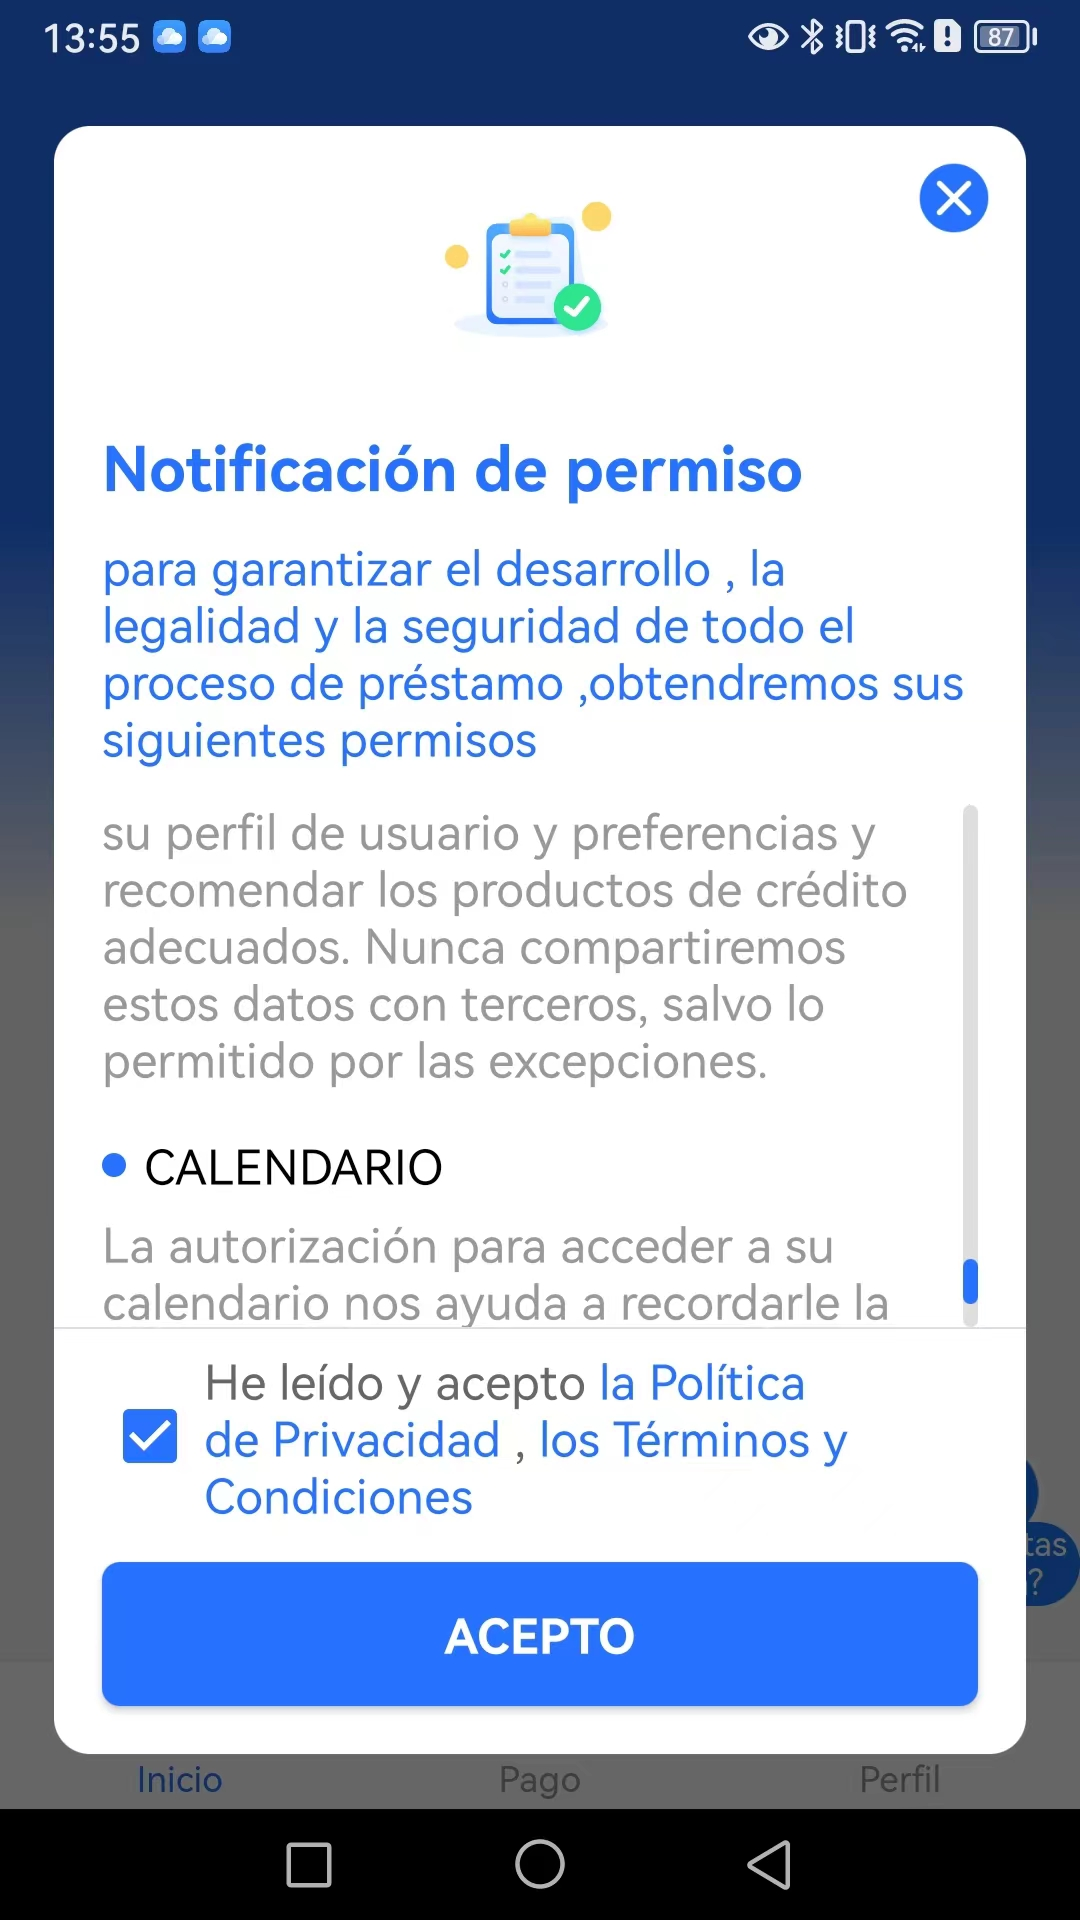 13:55
87
Notificación de permiso
para garantizar el desarrollo , la
legalidad y la seguridad de todo el
proceso de préstamo ,obtendremos sus
siguientes permisos
su perfil de usuario y preferencias y
recomendar los productos de crédito
adecuados. Nunca compartiremos
estos datos con terceros, salvo lo
permitido por las excepciones.
CALENDARIO
La autorización para acceder a su
calendario nos ayuda a recordarle la
He leído y acepto la Política
de Privacidad , los Términos y
Condiciones
tas
?
ACEPTO
Inicio
Pago
Perfil